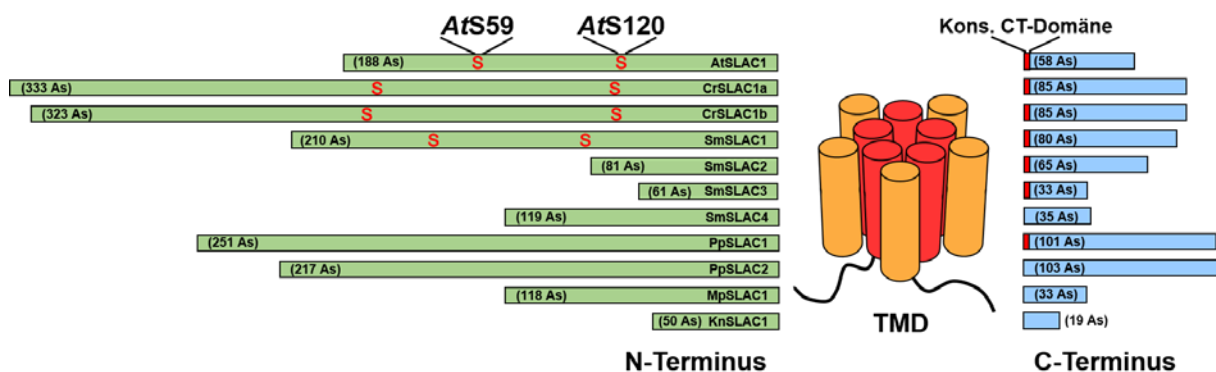 AtS59 AtS120 Kons. CT-Domäne
(188 As) S S AtSLAC1 (58 As)
(333 As) S S CrSLAC1a (85 As)
(323 As) S S CrSLAC1b (85 As)
(210 As) S S SmSLAC1 (80 As)
(81 As) SmSLAC2 (65 As)
(61 As) SmSLAC3 (33 As)
(119 As) SmSLAC4 (35 As)
(251 As) PpSLAC1 (101 As)
(217 As) PpSLAC2 (103 As)
(118 As) MpSLAC1 (33 As)
(50 As) KnSLAC1 (19 As)
TMD
N-Terminus C-Terminus